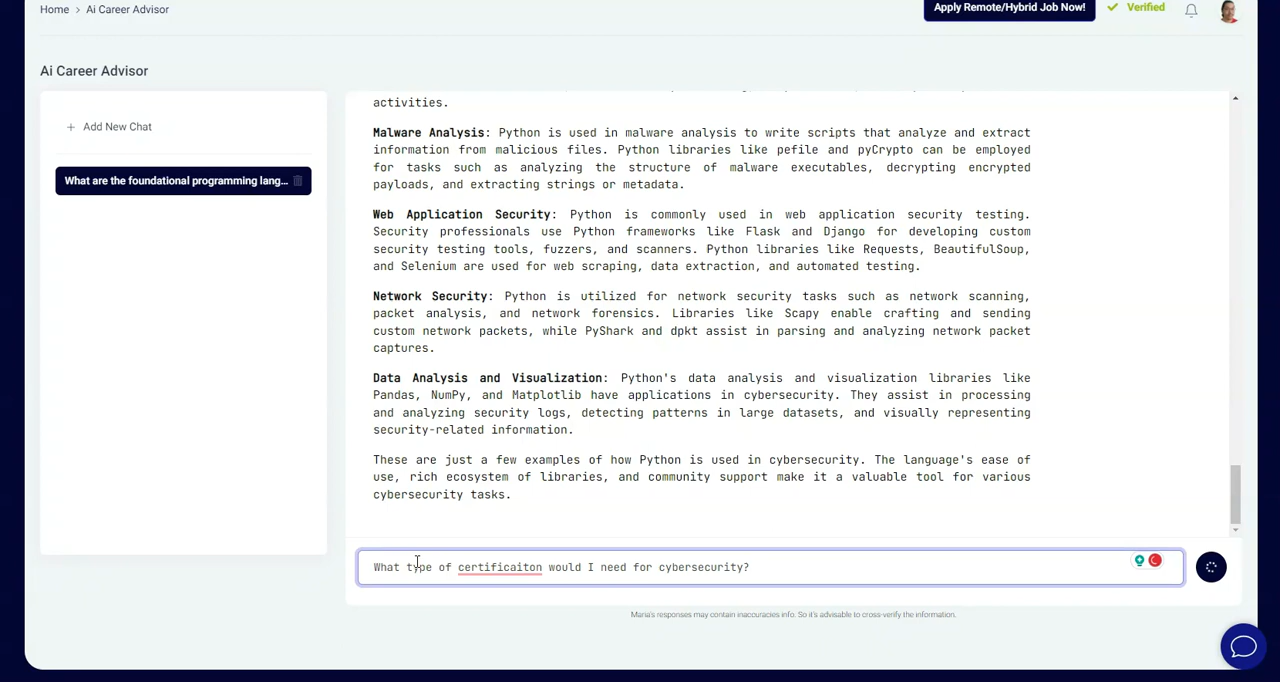 Home > Ai Career Advisor
Apply Remote/Hybrid Job Now!
Verified
Ai Career Advisor
+ Add New Chat
What are the foundational programming lang...
activities.
Malware Analysis: Python is used in malware analysis to write scripts that analyze and extract
information from malicious files. Python libraries like pefile and pyCrypto can be employed
for tasks such as analyzing the structure of malware executables, decrypting encrypted
payloads, and extracting strings or metadata.
Web Application Security: Python is commonly used in web application security testing.
Security professionals use Python frameworks like Flask and Django for developing custom
security testing tools, fuzzers, and scanners. Python libraries like Requests, BeautifulSoup,
and Selenium are used for web scraping, data extraction, and automated testing.
Network Security: Python is utilized for network security tasks such as network scanning,
packet analysis, and network forensics. Libraries like Scapy enable crafting and sending
custom network packets, while PyShark and dpkt assist in parsing and analyzing network packet
captures.
Data Analysis and Visualization: Python's data analysis and visualization libraries like
Pandas, NumPy, and Matplotlib have applications in cybersecurity. They assist in processing
and analyzing security logs, detecting patterns in large datasets, and visually representing
security-related information.
These are just a few examples of how Python is used in cybersecurity. The language's ease of
use, rich ecosystem of libraries, and community support make it a valuable tool for various
cybersecurity tasks.
What type of certificaiton would I need for cybersecurity?
Maria's responses may contain inaccuracies info. So it's advisable to cross-verify the information.